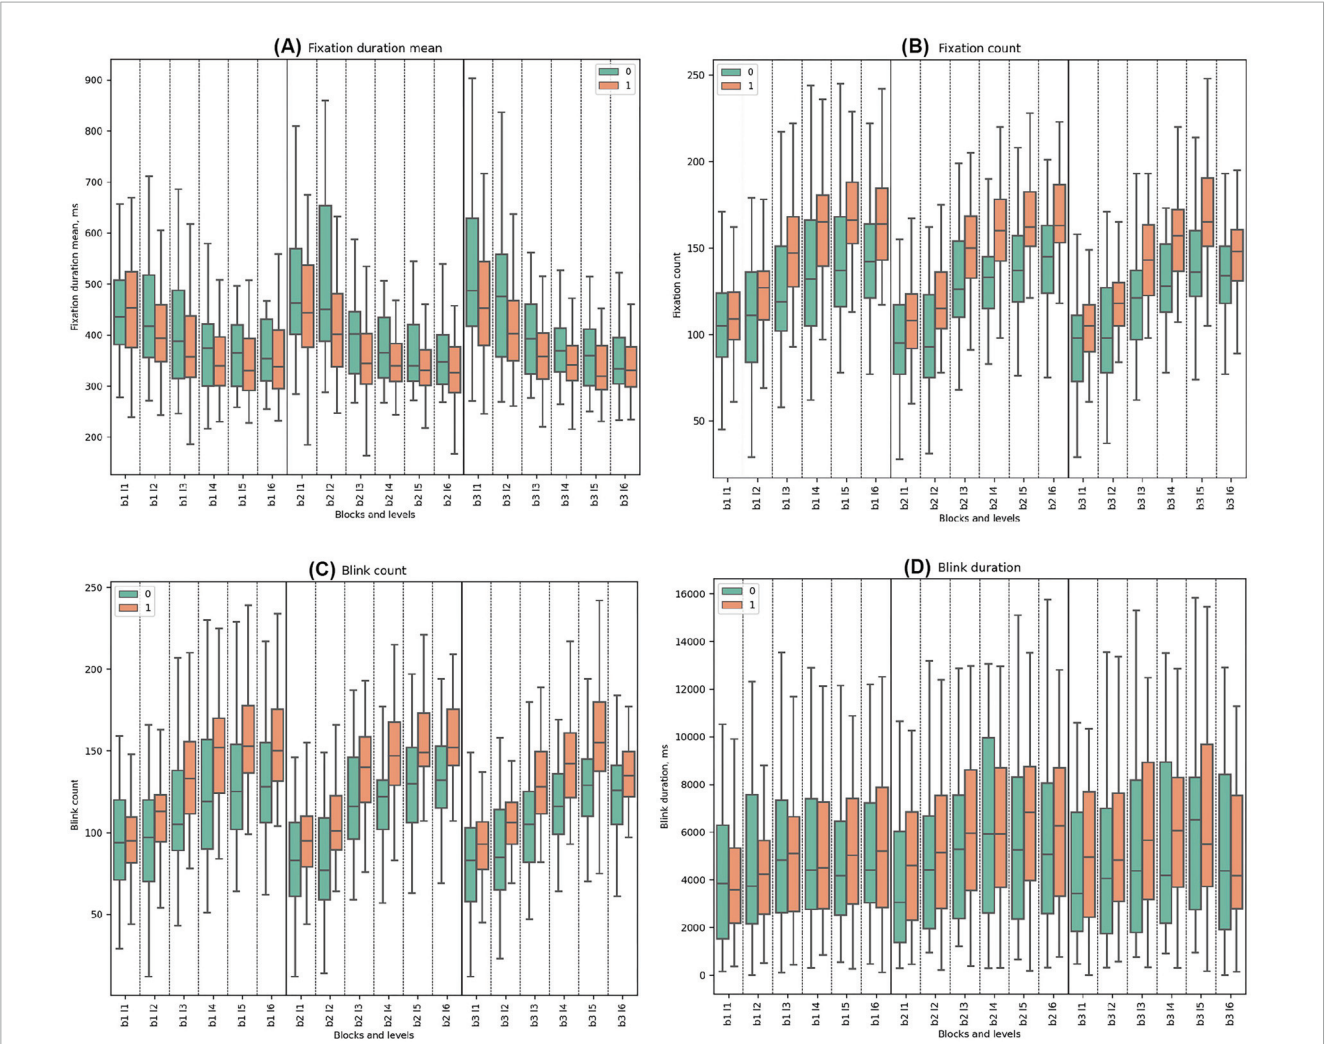 (A) Fixation duration mean
Fixation duration mean, ms
900
800
700
600
500
400
300
200
0
1
b1 l1 b1 l2 b1 l3 b1 l4 b1 l5 b1 l6 b2 l1 b2 l2 b2 l3 b2 l4 b2 l5 b2 l6 b3 l1 b3 l2 b3 l3 b3 l4 b3 l5 b3 l6
Blocks and levels
(B) Fixation count
Fixation count
250
200
150
100
50
0
1
b1 l1 b1 l2 b1 l3 b1 l4 b1 l5 b1 l6 b2 l1 b2 l2 b2 l3 b2 l4 b2 l5 b2 l6 b3 l1 b3 l2 b3 l3 b3 l4 b3 l5 b3 l6
Blocks and levels
(C) Blink count
Blink count
250
200
150
100
50
0
1
b1 l1 b1 l2 b1 l3 b1 l4 b1 l5 b1 l6 b2 l1 b2 l2 b2 l3 b2 l4 b2 l5 b2 l6 b3 l1 b3 l2 b3 l3 b3 l4 b3 l5 b3 l6
Blocks and levels
(D) Blink duration
Blink duration, ms
16000
14000
12000
10000
8000
6000
4000
2000
0
0
1
b1 l1 b1 l2 b1 l3 b1 l4 b1 l5 b1 l6 b2 l1 b2 l2 b2 l3 b2 l4 b2 l5 b2 l6 b3 l1 b3 l2 b3 l3 b3 l4 b3 l5 b3 l6
Blocks and levels